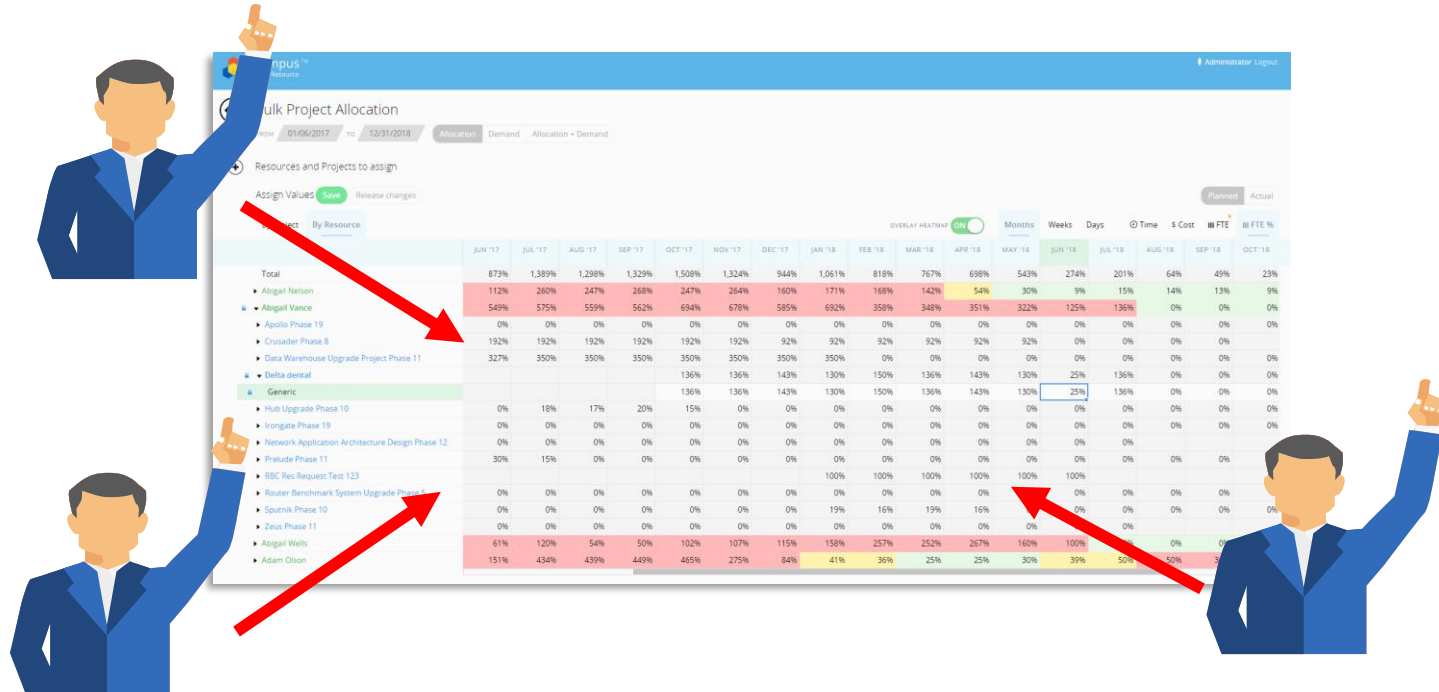 Administrator Logout
Project Allocation
01/06/2017 TO 12/31/2018 Allocation Demand Allocation + Demand
Resources and Projects to assign
Assign Values Save Release changes Planned Actual
By Resource OVERLAY HEATMAP ON Months Weeks Days Time $ Cost FTE FTE %
JUN '17 JUL '17 AUG '17 SEP '17 OCT '17 NOV '17 DEC '17 JAN '18 FEB '18 MAR '18 APR '18 MAY '18 JUN '18 JUL '18 AUG '18 SEP '18 OCT '18
Total 873% 1,389% 1,298% 1,329% 1,508% 1,324% 944% 1,061% 818% 767% 698% 543% 274% 201% 64% 49% 23%
Abigail Nelson 112% 260% 247% 268% 247% 264% 160% 171% 168% 142% 54% 30% 9% 15% 14% 13% 9%
Abigail Vance 549% 575% 559% 562% 694% 678% 585% 692% 358% 348% 351% 322% 125% 136% 0% 0% 0%
Apollo Phase 19 0% 0% 0% 0% 0% 0% 0% 0% 0% 0% 0% 0% 0% 0% 0% 0% 0%
Crusader Phase 8 192% 192% 192% 192% 192% 192% 92% 92% 92% 92% 92% 92% 0% 0% 0% 0%
Data Warehouse Upgrade Project Phase 11 327% 350% 350% 350% 350% 350% 350% 350% 0% 0% 0% 0% 0% 0% 0% 0% 0%
Delta dental 136% 136% 143% 130% 150% 136% 143% 130% 25% 136% 0% 0% 0%
Generic 136% 136% 143% 130% 150% 136% 143% 130% 25% 136% 0% 0% 0%
Hub Upgrade Phase 10 0% 18% 17% 20% 15% 0% 0% 0% 0% 0% 0% 0% 0% 0% 0% 0% 0%
Irongate Phase 19 0% 0% 0% 0% 0% 0% 0% 0% 0% 0% 0% 0% 0% 0% 0% 0% 0%
Network Application Architecture Design Phase 12 0% 0% 0% 0% 0% 0% 0% 0% 0% 0% 0% 0% 0% 0%
Prelude Phase 11 30% 15% 0% 0% 0% 0% 0% 0% 0% 0% 0% 0% 0% 0% 0% 0%
RBC Res Request Test 123 100% 100% 100% 100% 100% 100%
Router Benchmark System Upgrade Phase 0% 0% 0% 0% 0% 0% 0% 0% 0% 0% 0% 0% 0% 0% 0%
Sputnik Phase 10 0% 0% 0% 0% 0% 0% 0% 19% 16% 19% 16% 0% 0% 0% 0% 0%
Zeus Phase 11 0% 0% 0% 0% 0% 0% 0% 0% 0% 0% 0% 0% 0% 0%
Abigail Wells 61% 120% 54% 50% 102% 107% 115% 158% 257% 252% 267% 160% 100% 0% 0%
Adam Olson 151% 434% 439% 449% 465% 275% 84% 41% 36% 25% 25% 30% 39% 50% 50%